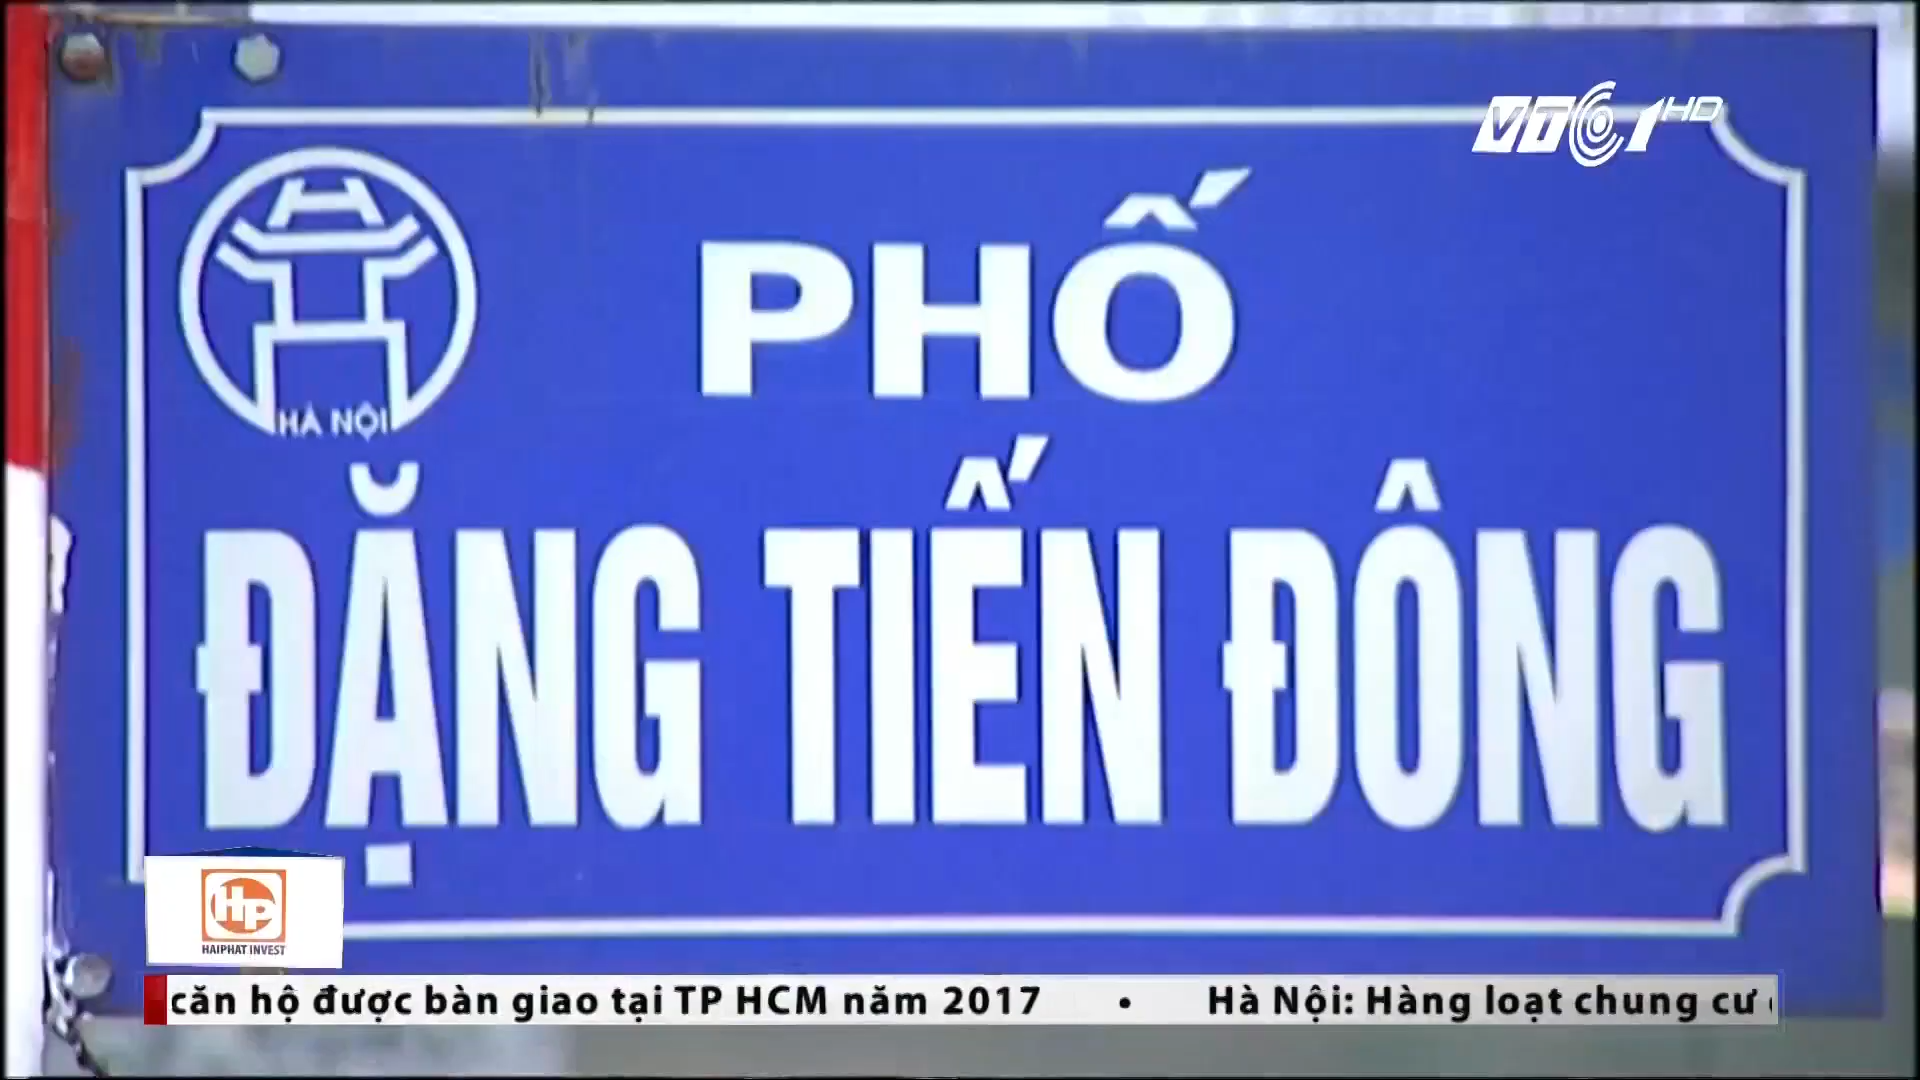 VTC1 HD
PHỐ
HÀ NỘI
ĐẶNG TIẾN ĐÔNG
HP
HAIPHAT INVEST
căn hộ được bàn giao tại TP HCM năm 2017 • Hà Nội: Hàng loạt chung cư